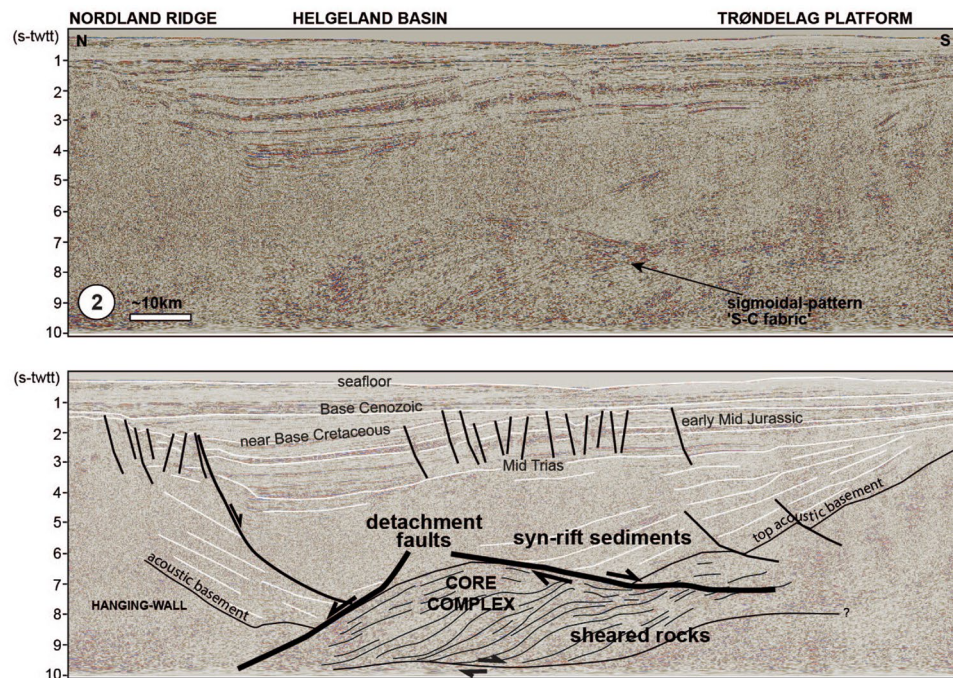 NORDLAND RIDGE HELGELAND BASIN TRØNDELAG PLATFORM
(s-twtt)
N S
1
2
3
4
5
6
7
8
9
10
2
~10km
sigmoidal-pattern
'S-C fabric'
(s-twtt)
1
2
3
4
5
6
7
8
9
10
seafloor
Base Cenozoic
near Base Cretaceous
early Mid Jurassic
Mid Trias
detachment
faults
syn-rift sediments
top acoustic basement
acoustic basement
HANGING-WALL
CORE
COMPLEX
sheared rocks
?